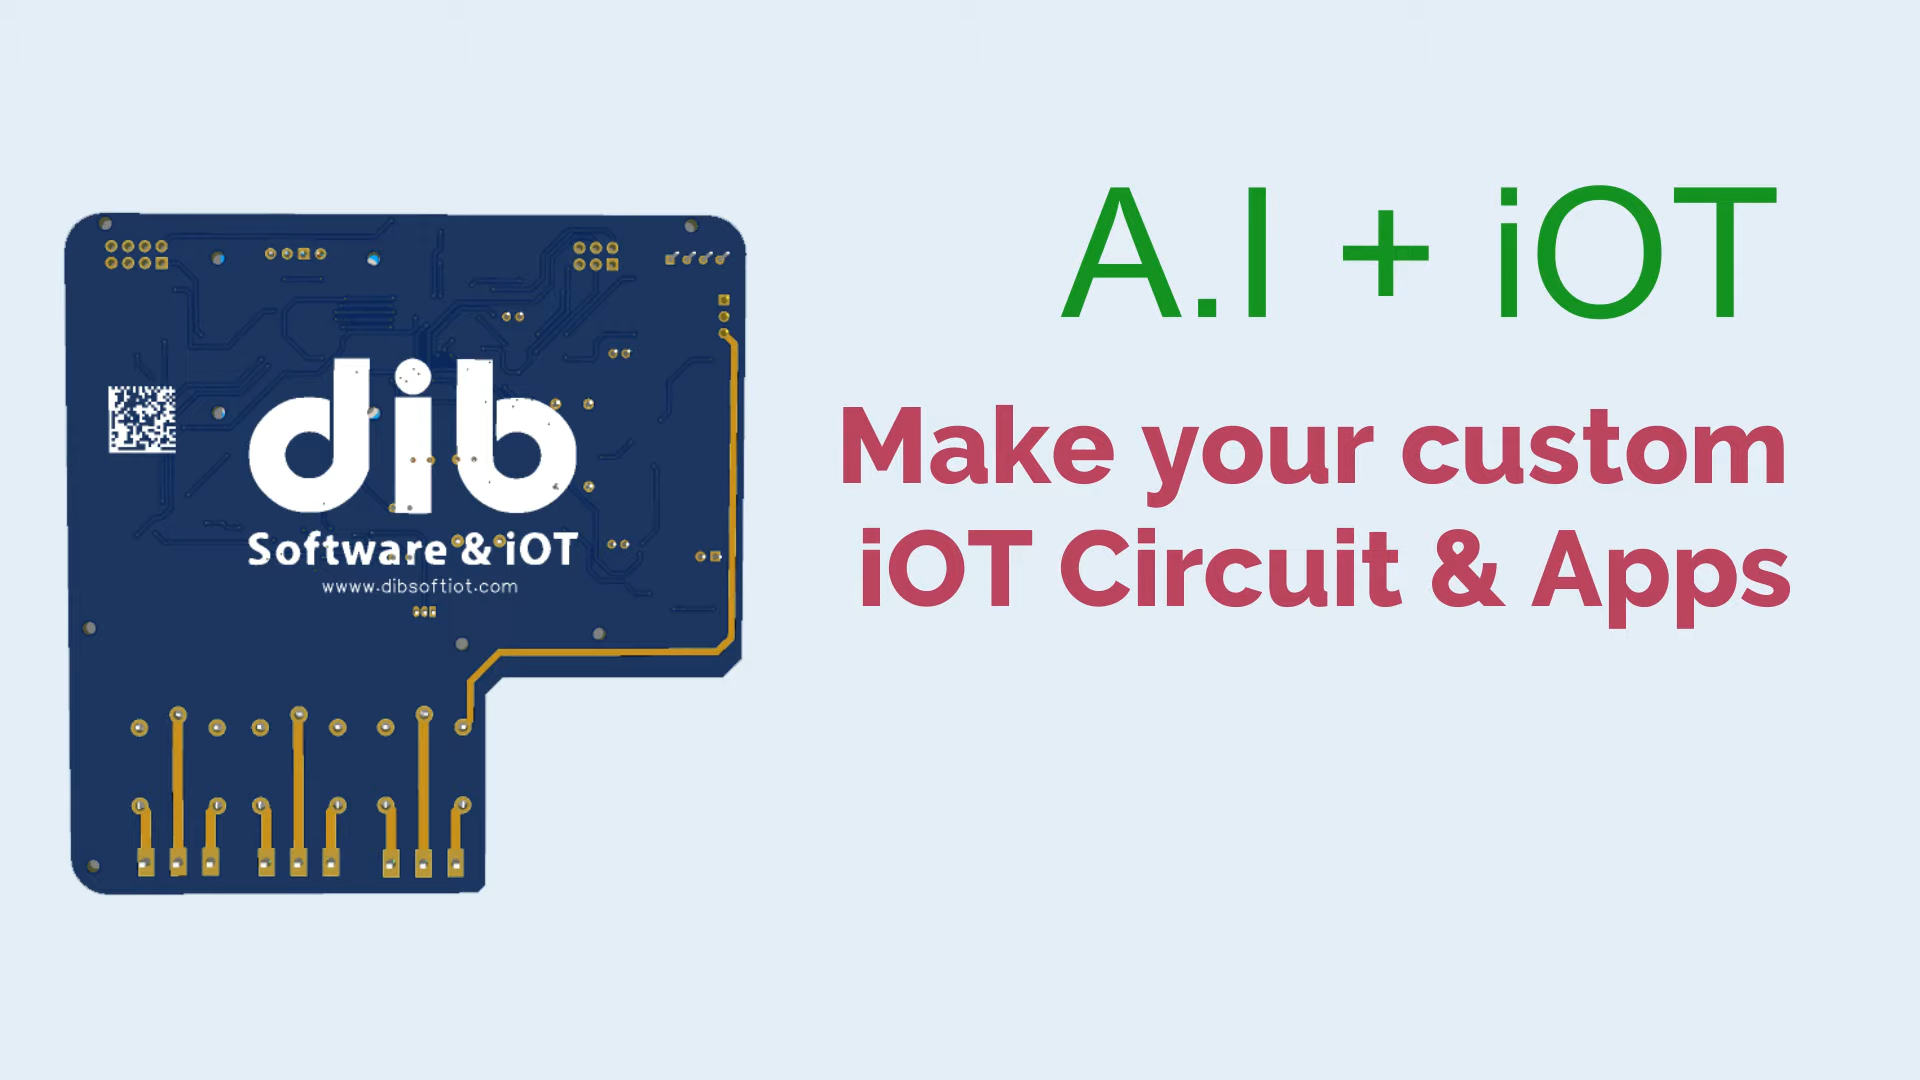 A.I + iOT
Make your custom
iOT Circuit & Apps
dib
Software & iOT
www.dibsoftiot.com